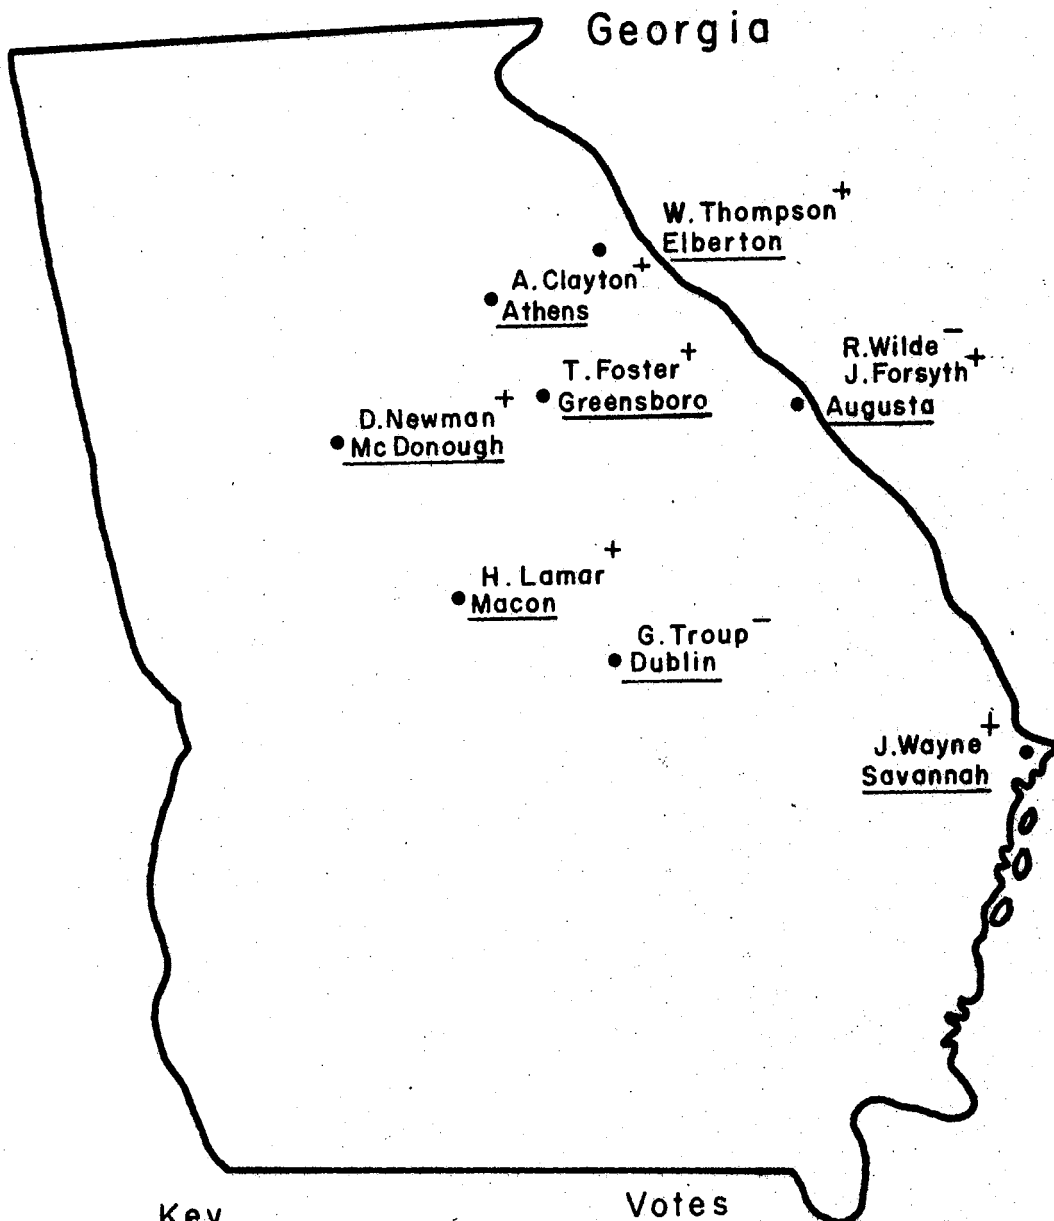 Georgia
W. Thompson +
Elberton
A. Clayton +
Athens
R. Wilde −
J. Forsyth +
Augusta
T. Foster +
Greensboro
D. Newman +
Mc Donough
H. Lamar +
Macon
G. Troup −
Dublin
J. Wayne +
Savannah
Key
Votes